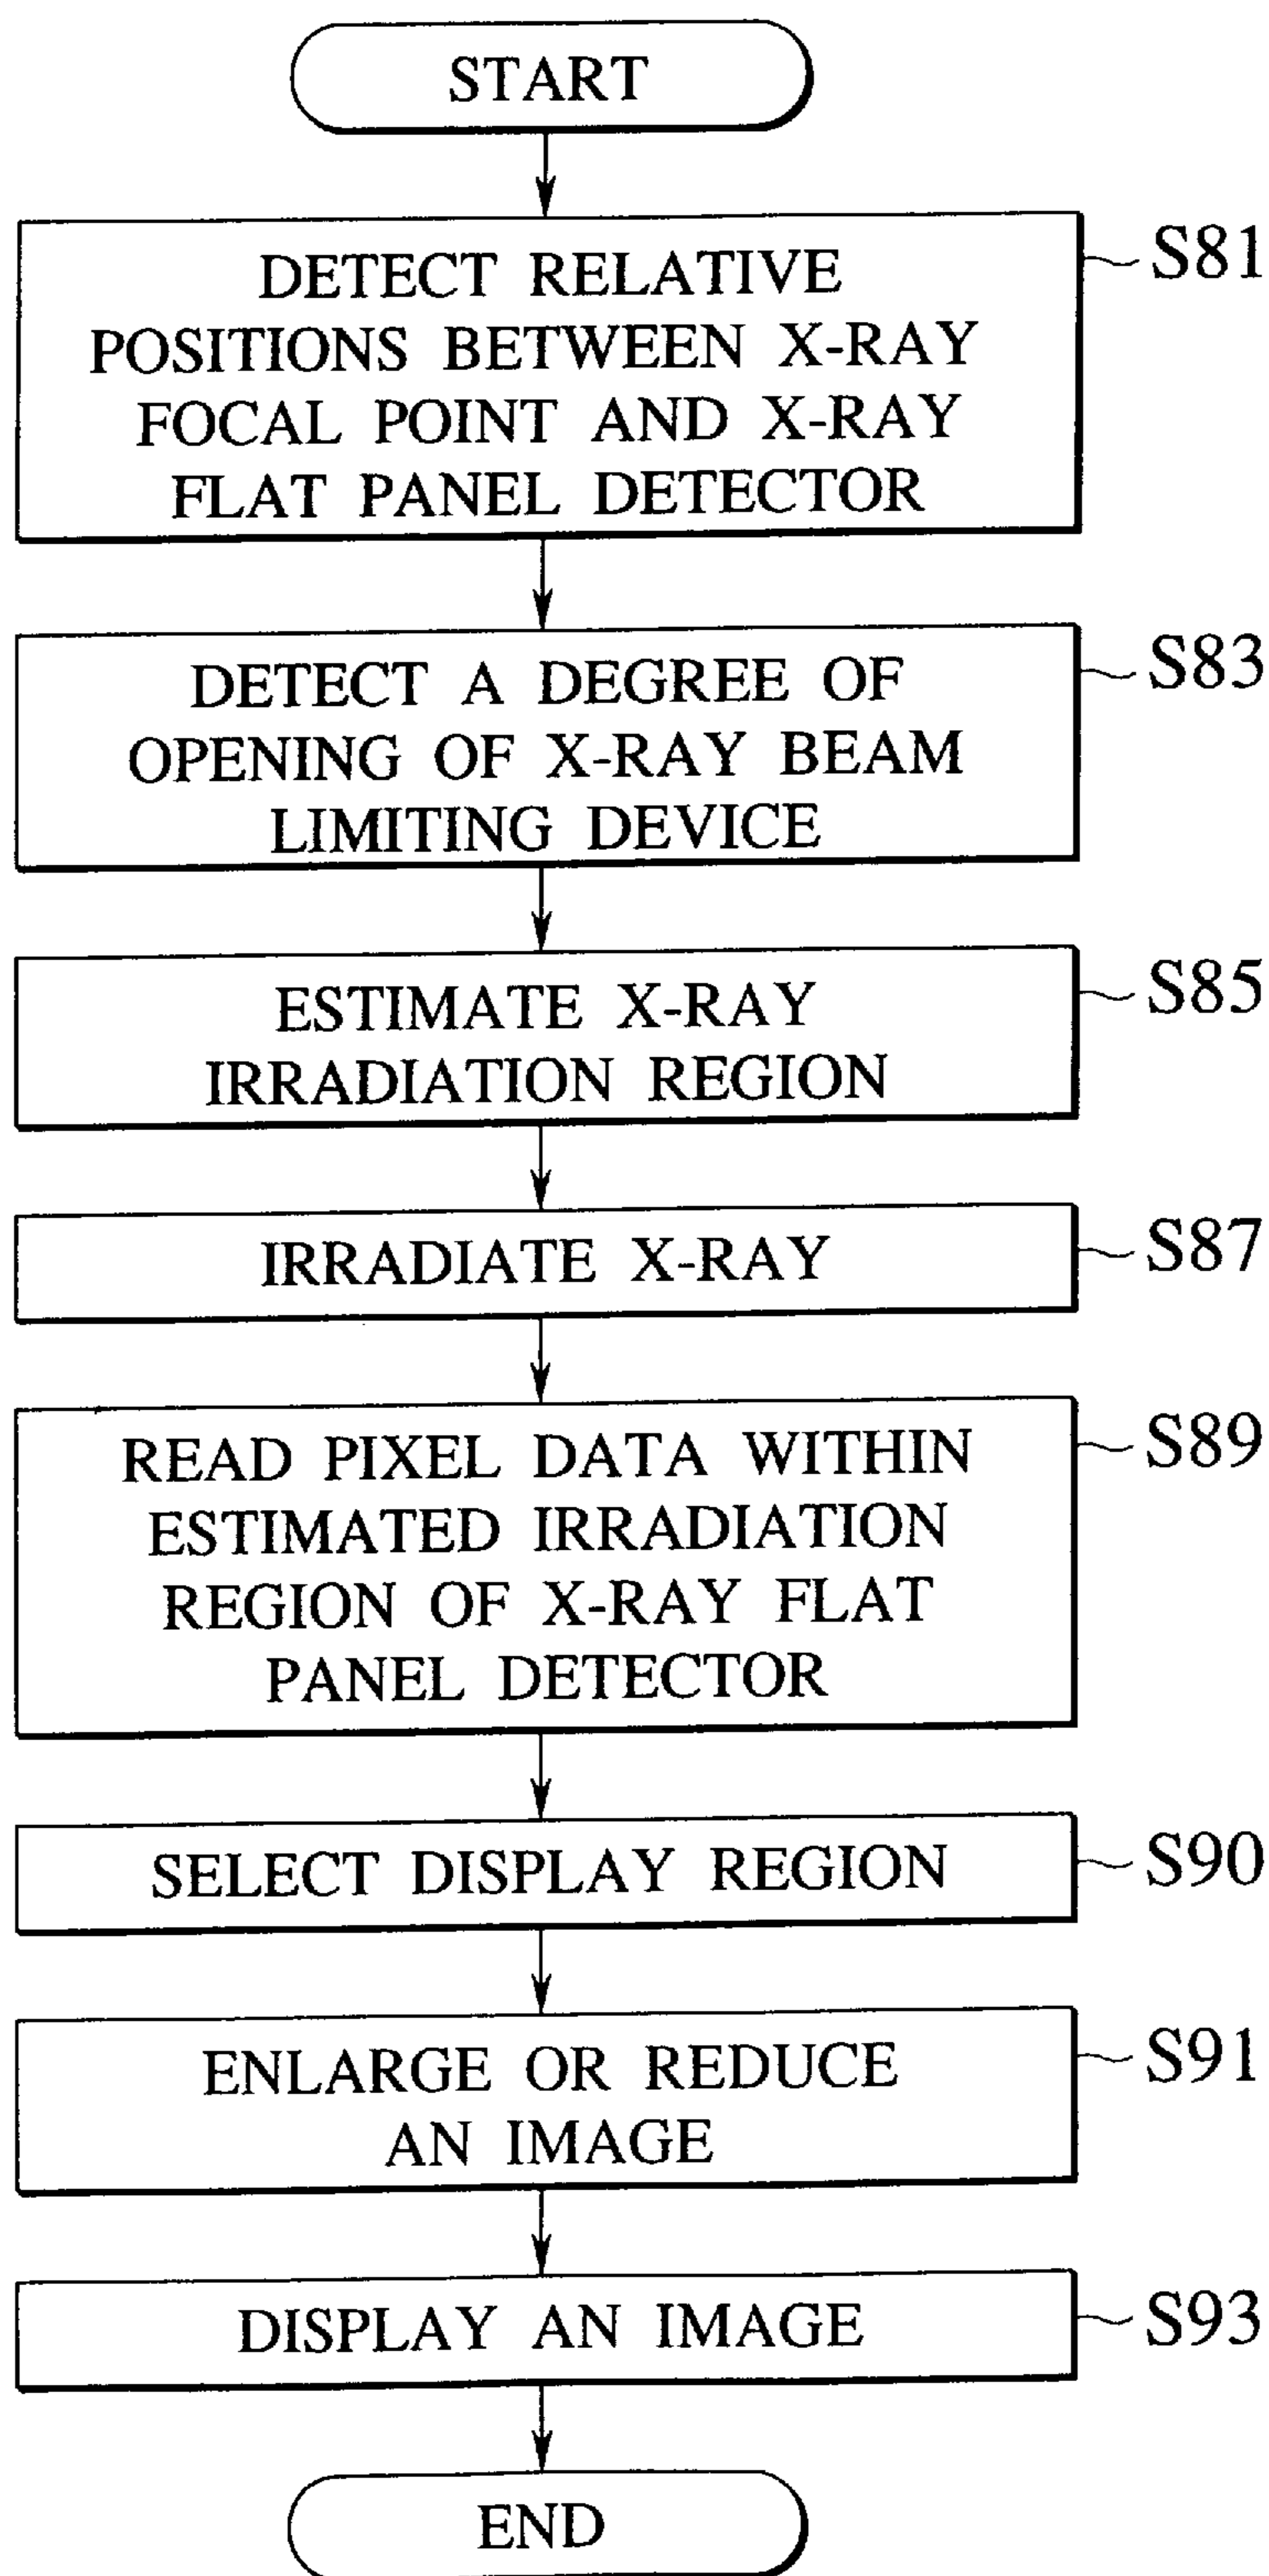 START
DETECT RELATIVE
POSITIONS BETWEEN X-RAY
FOCAL POINT AND X-RAY
FLAT PANEL DETECTOR
S81
DETECT A DEGREE OF
OPENING OF X-RAY BEAM
LIMITING DEVICE
S83
ESTIMATE X-RAY
IRRADIATION REGION
S85
IRRADIATE X-RAY
S87
READ PIXEL DATA WITHIN
ESTIMATED IRRADIATION
REGION OF X-RAY FLAT
PANEL DETECTOR
S89
SELECT DISPLAY REGION
S90
ENLARGE OR REDUCE
AN IMAGE
S91
DISPLAY AN IMAGE
S93
END